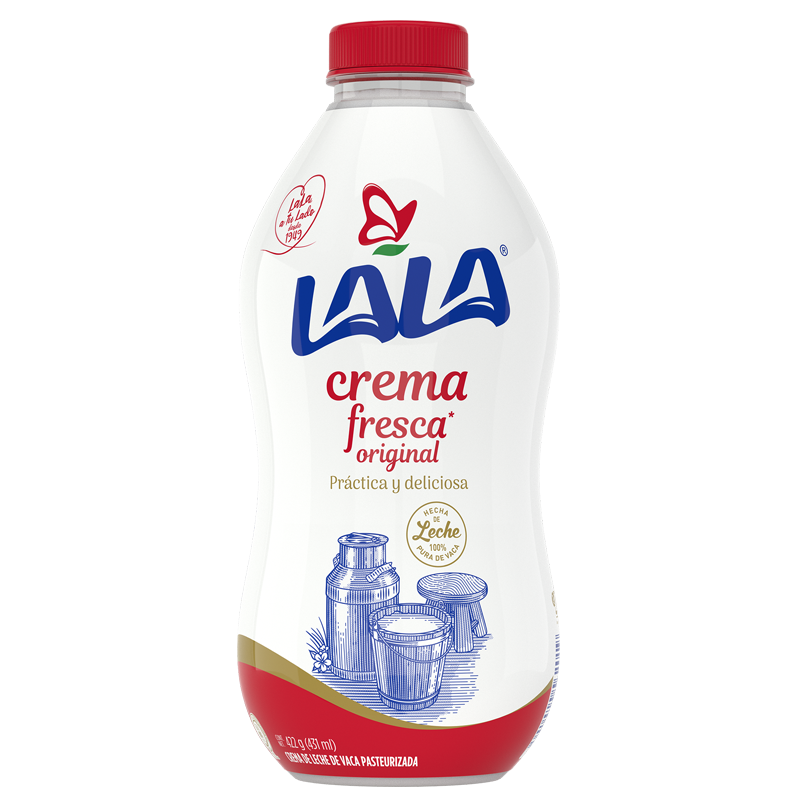 LaLa
a Tu Lado
desde
1949
LALA®
crema
fresca*
original
Práctica y deliciosa
HECHA
DE
Leche
100%
PURA DE VACA
CONT. NET. 422 g (431 ml)
CREMA DE LECHE DE VACA PASTEURIZADA